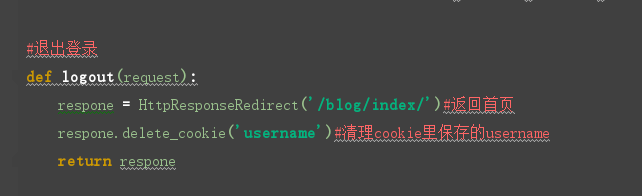 #退出登录
def logout(request):
    respone = HttpResponseRedirect('/blog/index/')#返回首页
    respone.delete_cookie('username')#清理cookie里保存的username
    return respone